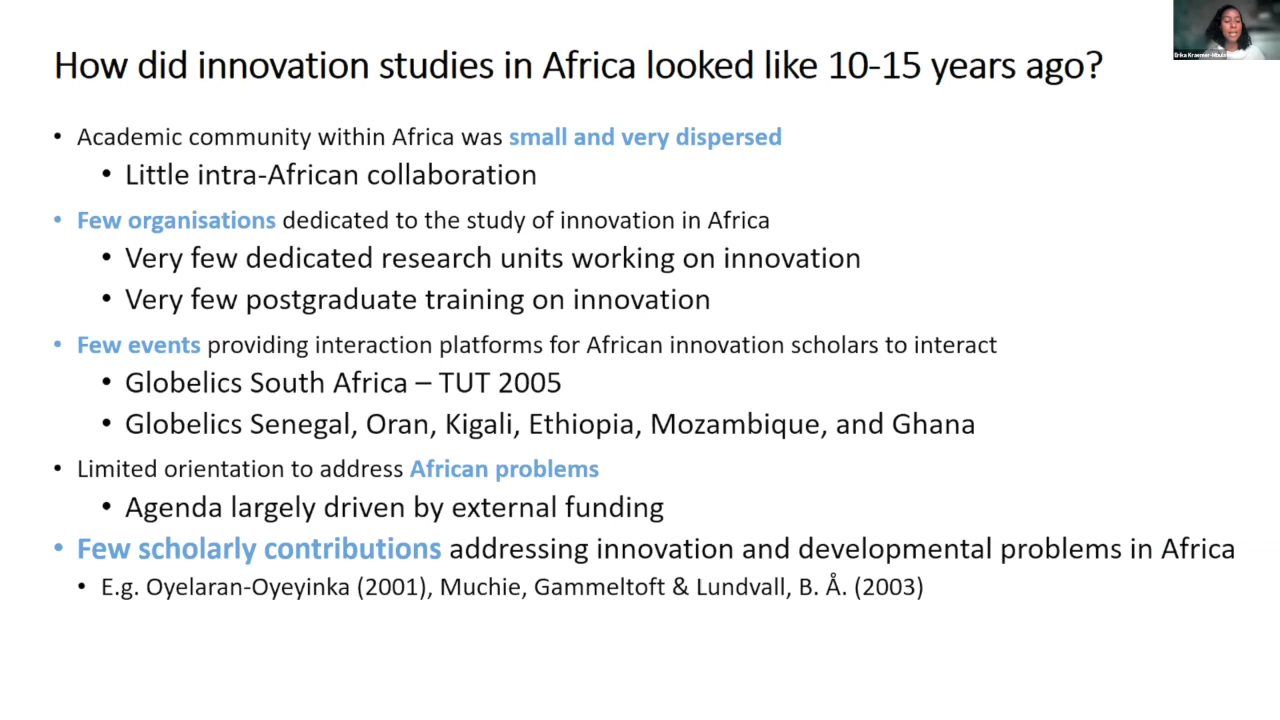 How did innovation studies in Africa looked like 10-15 years ago?
Erika Kraemer-Mbula
• Academic community within Africa was small and very dispersed
• Little intra-African collaboration
• Few organisations dedicated to the study of innovation in Africa
• Very few dedicated research units working on innovation
• Very few postgraduate training on innovation
• Few events providing interaction platforms for African innovation scholars to interact
• Globelics South Africa – TUT 2005
• Globelics Senegal, Oran, Kigali, Ethiopia, Mozambique, and Ghana
• Limited orientation to address African problems
• Agenda largely driven by external funding
• Few scholarly contributions addressing innovation and developmental problems in Africa
• E.g. Oyelaran-Oyeyinka (2001), Muchie, Gammeltoft & Lundvall, B. Å. (2003)